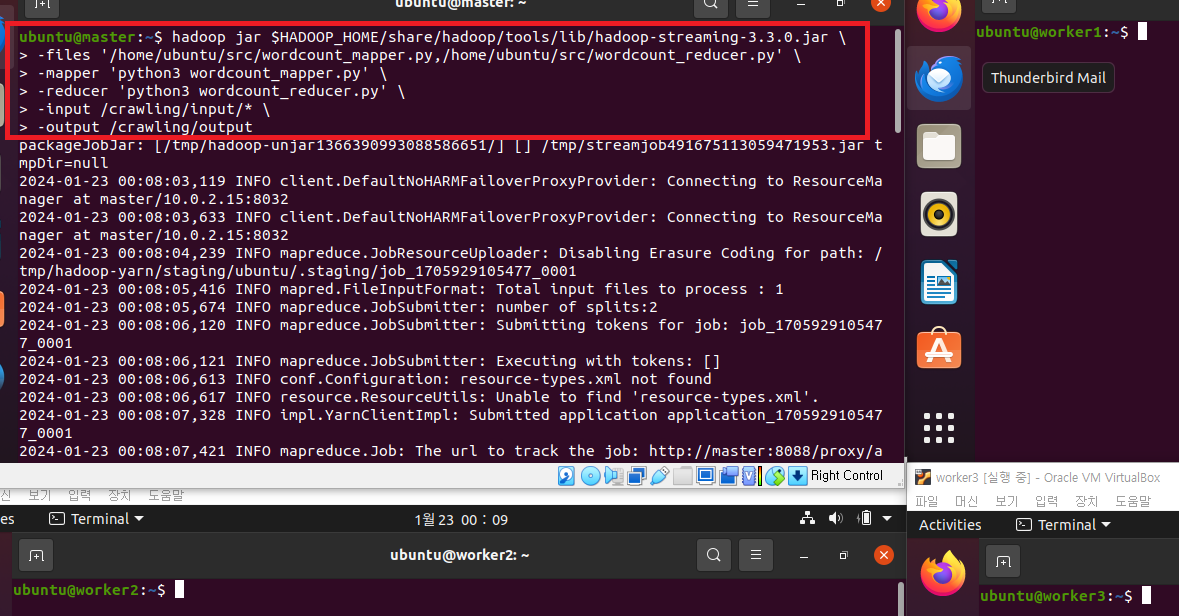 ubuntu@master: ~
ubuntu@master:~$ hadoop jar $HADOOP_HOME/share/hadoop/tools/lib/hadoop-streaming-3.3.0.jar \
> -files '/home/ubuntu/src/wordcount_mapper.py,/home/ubuntu/src/wordcount_reducer.py' \
> -mapper 'python3 wordcount_mapper.py' \
> -reducer 'python3 wordcount_reducer.py' \
> -input /crawling/input/* \
> -output /crawling/output
packageJobJar: [/tmp/hadoop-unjar1366390993088586651/] [] /tmp/streamjob491675113059471953.jar t
mpDir=null
2024-01-23 00:08:03,119 INFO client.DefaultNoHARMFailoverProxyProvider: Connecting to ResourceMa
nager at master/10.0.2.15:8032
2024-01-23 00:08:03,633 INFO client.DefaultNoHARMFailoverProxyProvider: Connecting to ResourceMa
nager at master/10.0.2.15:8032
2024-01-23 00:08:04,239 INFO mapreduce.JobResourceUploader: Disabling Erasure Coding for path: /
tmp/hadoop-yarn/staging/ubuntu/.staging/job_1705929105477_0001
2024-01-23 00:08:05,416 INFO mapred.FileInputFormat: Total input files to process : 1
2024-01-23 00:08:05,674 INFO mapreduce.JobSubmitter: number of splits:2
2024-01-23 00:08:06,120 INFO mapreduce.JobSubmitter: Submitting tokens for job: job_170592910547
7_0001
2024-01-23 00:08:06,121 INFO mapreduce.JobSubmitter: Executing with tokens: []
2024-01-23 00:08:06,613 INFO conf.Configuration: resource-types.xml not found
2024-01-23 00:08:06,617 INFO resource.ResourceUtils: Unable to find 'resource-types.xml'.
2024-01-23 00:08:07,328 INFO impl.YarnClientImpl: Submitted application application_170592910547
7_0001
2024-01-23 00:08:07,421 INFO mapreduce.Job: The url to track the job: http://master:8088/proxy/a
Right Control
ubuntu@worker1:~$
Thunderbird Mail
신 보기 입력 장치 도움말
es Terminal 1월 23 00 : 09
ubuntu@worker2: ~
ubuntu@worker2:~$
worker3 [실행 중] - Oracle VM VirtualBox
파일 머신 보기 입력 장치 도움말
Activities Terminal
ubuntu@worker3:~$